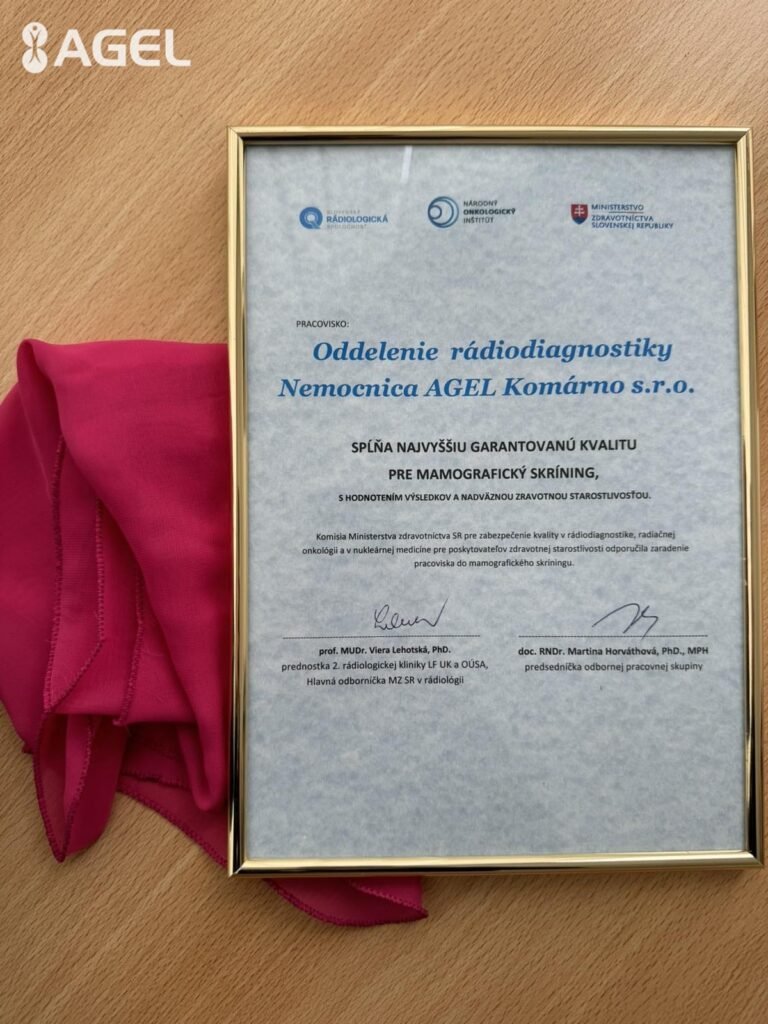 AGEL
SLOVENSKÁ
RÁDIOLOGICKÁ
SPOLOČNOSŤ
NÁRODNÝ
ONKOLOGICKÝ
INŠTITÚT
MINISTERSTVO
ZDRAVOTNÍCTVA
SLOVENSKEJ REPUBLIKY
PRACOVISKO:
Oddelenie rádiodiagnostiky
Nemocnica AGEL Komárno s.r.o.
SPĹŇA NAJVYŠŠIU GARANTOVANÚ KVALITU
PRE MAMOGRAFICKÝ SKRÍNING,
S HODNOTENÍM VÝSLEDKOV A NADVÄZNOU ZRAVOTNOU STAROSTLIVOSŤOU.
Komisia Ministerstva zdravotníctva SR pre zabezpečenie kvality v rádiodiagnostike, radiačnej
onkológii a v nukleárnej medicíne pre poskytovateľov zdravotnej starostlivosti odporučila zaradenie
pracoviska do mamografického skríningu.
prof. MUDr. Viera Lehotská, PhD.
prednostka 2. rádiologickej kliniky LF UK a OÚSA,
Hlavná odborníčka MZ SR v rádiológii
doc. RNDr. Martina Horváthová, PhD., MPH
predsedníčka odbornej pracovnej skupiny